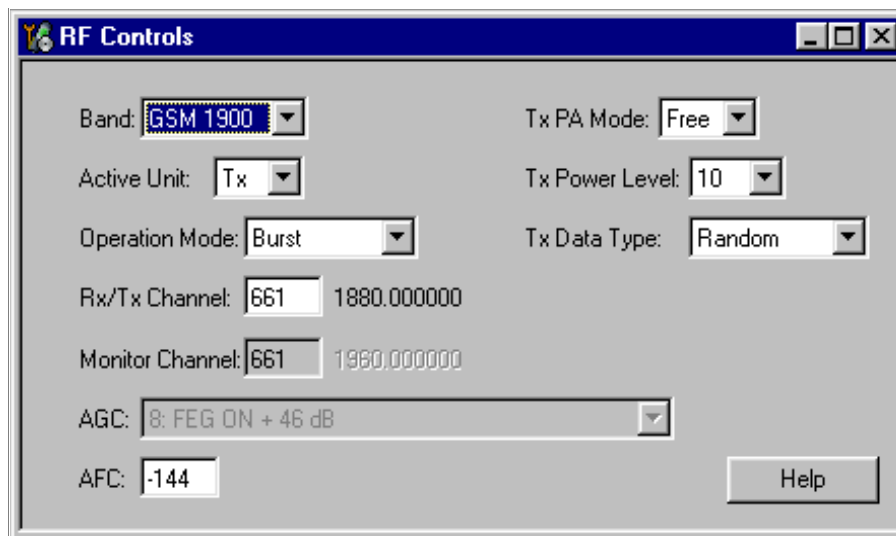 RF Controls
Band: GSM 1900 Tx PA Mode: Free
Active Unit: Tx Tx Power Level: 10
Operation Mode: Burst Tx Data Type: Random
Rx/Tx Channel: 661 1880.000000
Monitor Channel: 661 1960.000000
AGC: 8: FEG ON + 46 dB
AFC: -144 Help